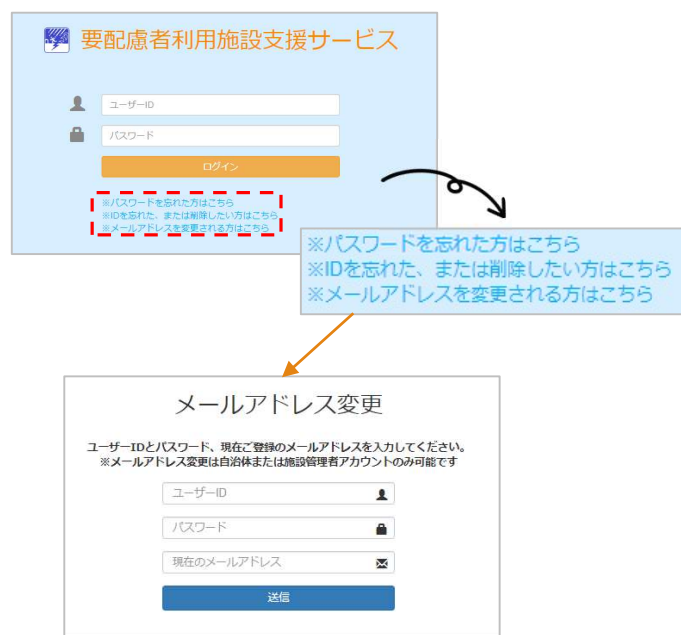 要配慮者利用施設支援サービス
ユーザーID
パスワード
ログイン
※パスワードを忘れた方はこちら
※IDを忘れた、または削除したい方はこちら
※メールアドレスを変更される方はこちら
※パスワードを忘れた方はこちら
※IDを忘れた、または削除したい方はこちら
※メールアドレスを変更される方はこちら
メールアドレス変更
ユーザーIDとパスワード、現在ご登録のメールアドレスを入力してください。
※メールアドレス変更は自治体または施設管理者アカウントのみ可能です
ユーザーID
パスワード
現在のメールアドレス
送信